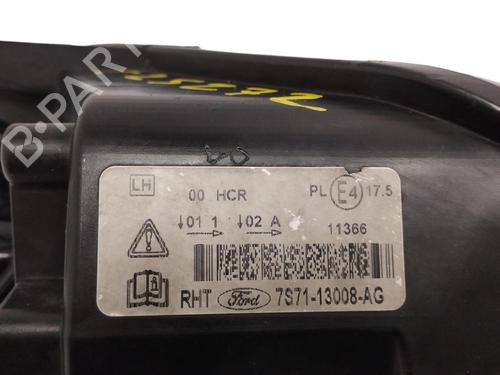 B-PARTS
LH
00 HCR
PL E4 17.5
↓01 1 ↓02 A
11366
RHT Ford 7S71-13008-AG